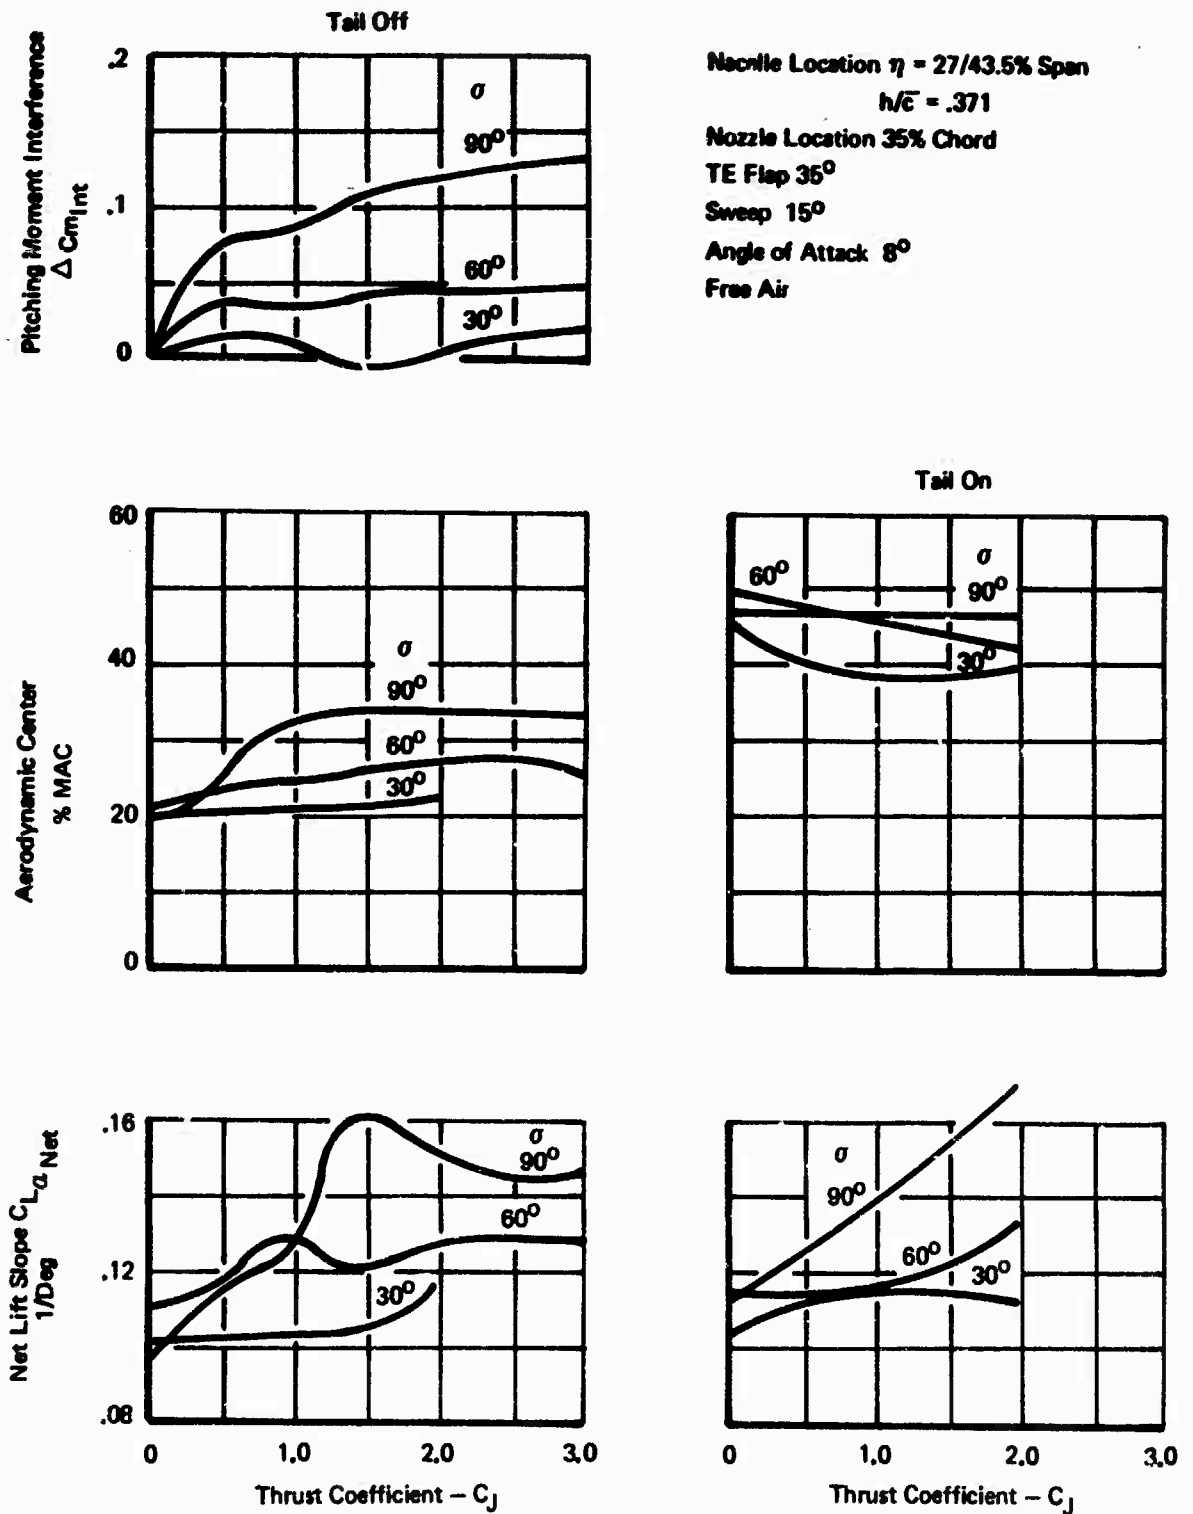 Tail Off
Pitching Moment Interference
Δ CmInt
.2
.1
0
σ
90°
60°
30°
Nacelle Location η = 27/43.5% Span
h/c̅ = .371
Nozzle Location 35% Chord
TE Flap 35°
Sweep 15°
Angle of Attack 8°
Free Air
Aerodynamic Center
% MAC
60
40
20
0
σ
90°
60°
30°
Tail On
60°
σ
90°
30°
Net Lift Slope CLα Net
1/Deg
.16
.12
.08
σ
90°
60°
30°
0 1.0 2.0 3.0
Thrust Coefficient – CJ
σ
90°
60°
30°
0 1.0 2.0 3.0
Thrust Coefficient – CJ